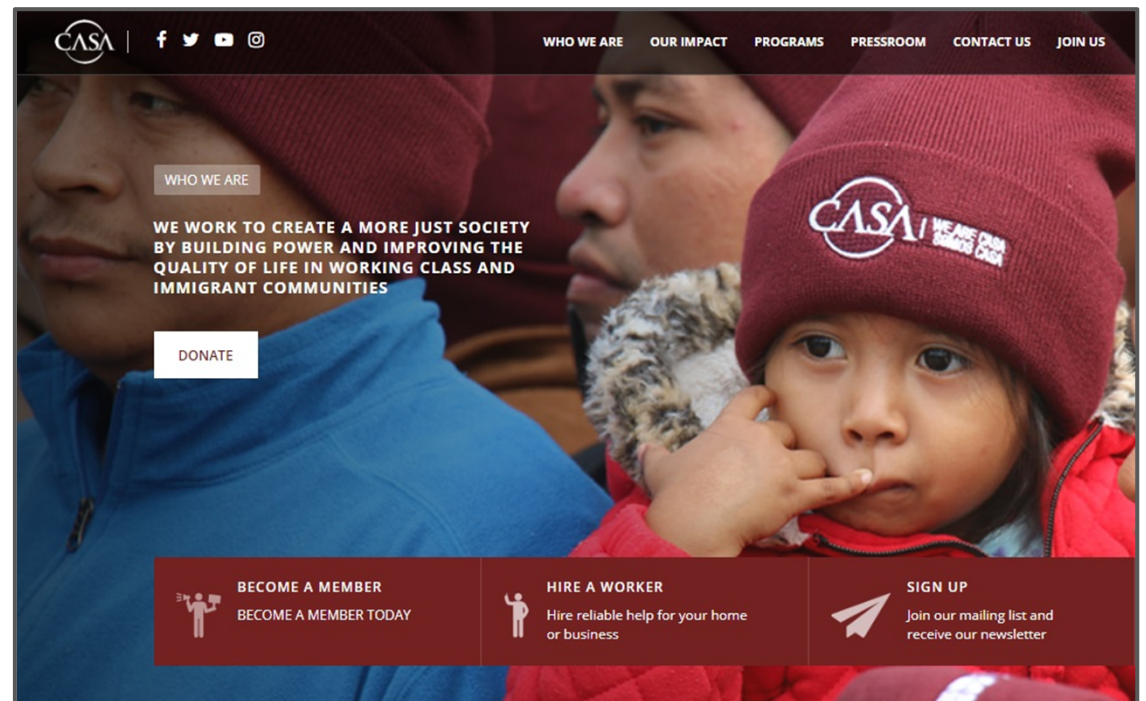 CASA
WHO WE ARE
OUR IMPACT
PROGRAMS
PRESSROOM
CONTACT US
JOIN US
WHO WE ARE
WE WORK TO CREATE A MORE JUST SOCIETY
BY BUILDING POWER AND IMPROVING THE
QUALITY OF LIFE IN WORKING CLASS AND
IMMIGRANT COMMUNITIES
DONATE
CASA
WE ARE CASA
SOMOS CASA
BECOME A MEMBER
BECOME A MEMBER TODAY
HIRE A WORKER
Hire reliable help for your home
or business
SIGN UP
Join our mailing list and
receive our newsletter